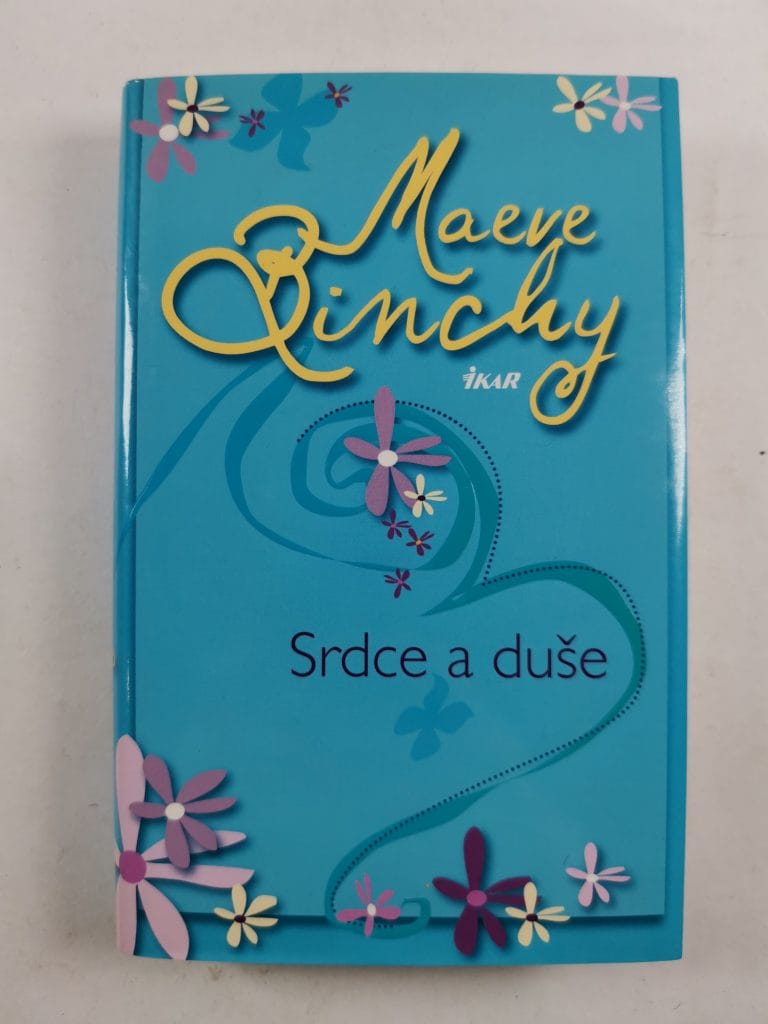 Maeve
Binchy
IKAR
Srdce a duše